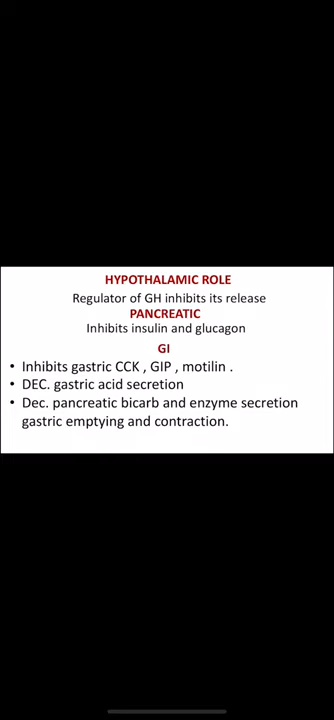 HYPOTHALAMIC ROLE
Regulator of GH inhibits its release
PANCREATIC
Inhibits insulin and glucagon
GI
• Inhibits gastric CCK , GIP , motilin .
• DEC. gastric acid secretion
• Dec. pancreatic bicarb and enzyme secretion
gastric emptying and contraction.